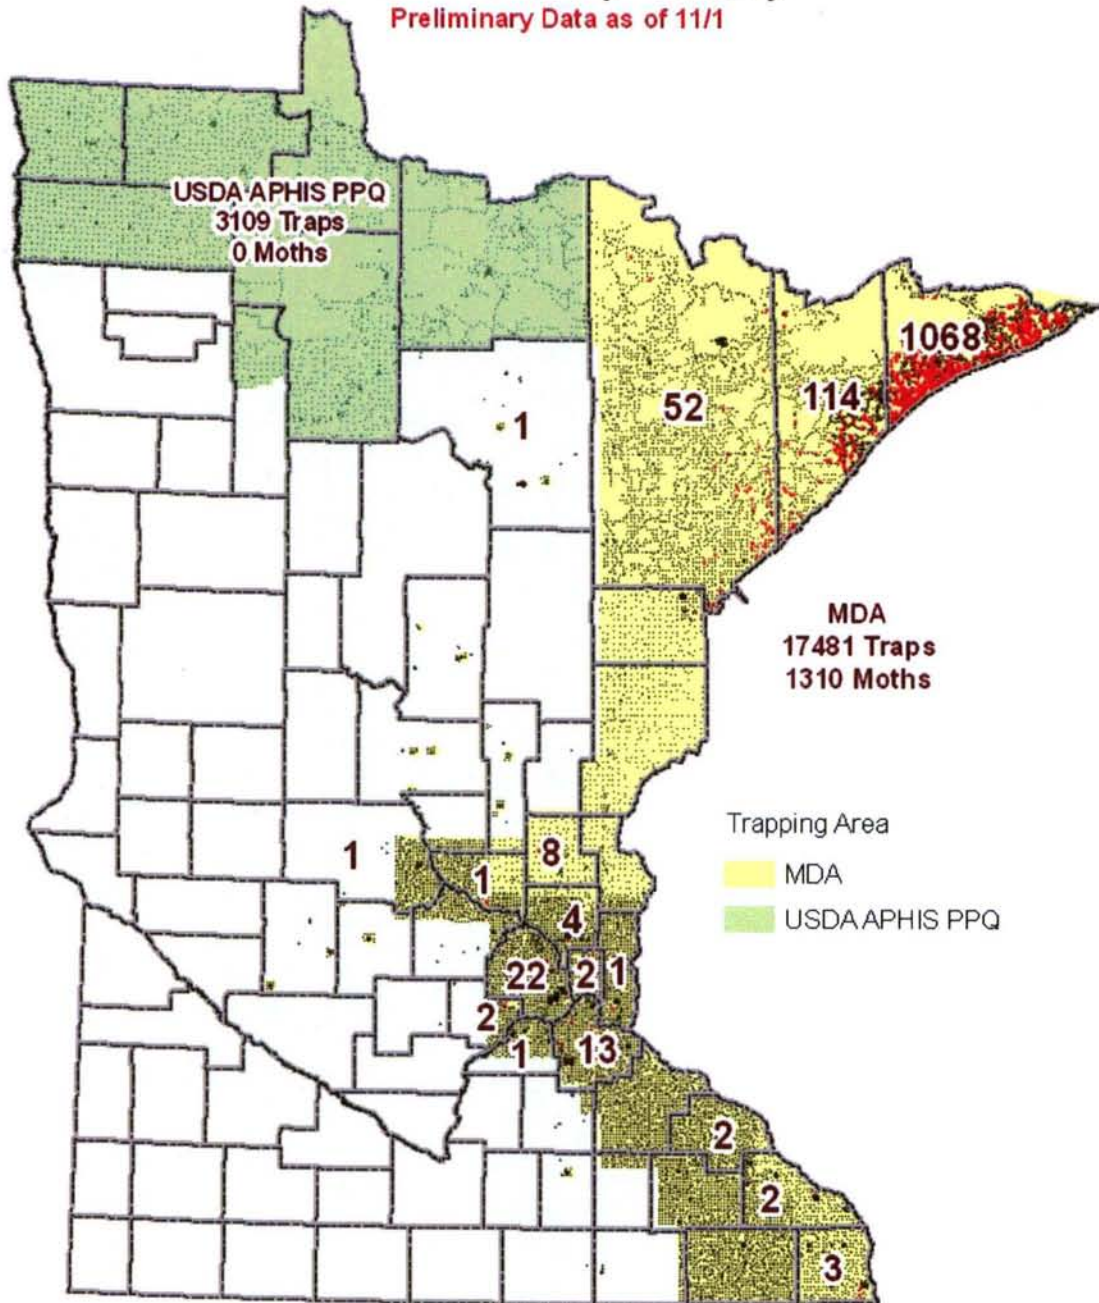 Preliminary Data as of 11/1
USDA APHIS PPQ
3109 Traps
0 Moths
1068
114
52
1
MDA
17481 Traps
1310 Moths
Trapping Area
MDA
USDA APHIS PPQ
1
8
1
4
22
2
1
2
1
13
2
2
3